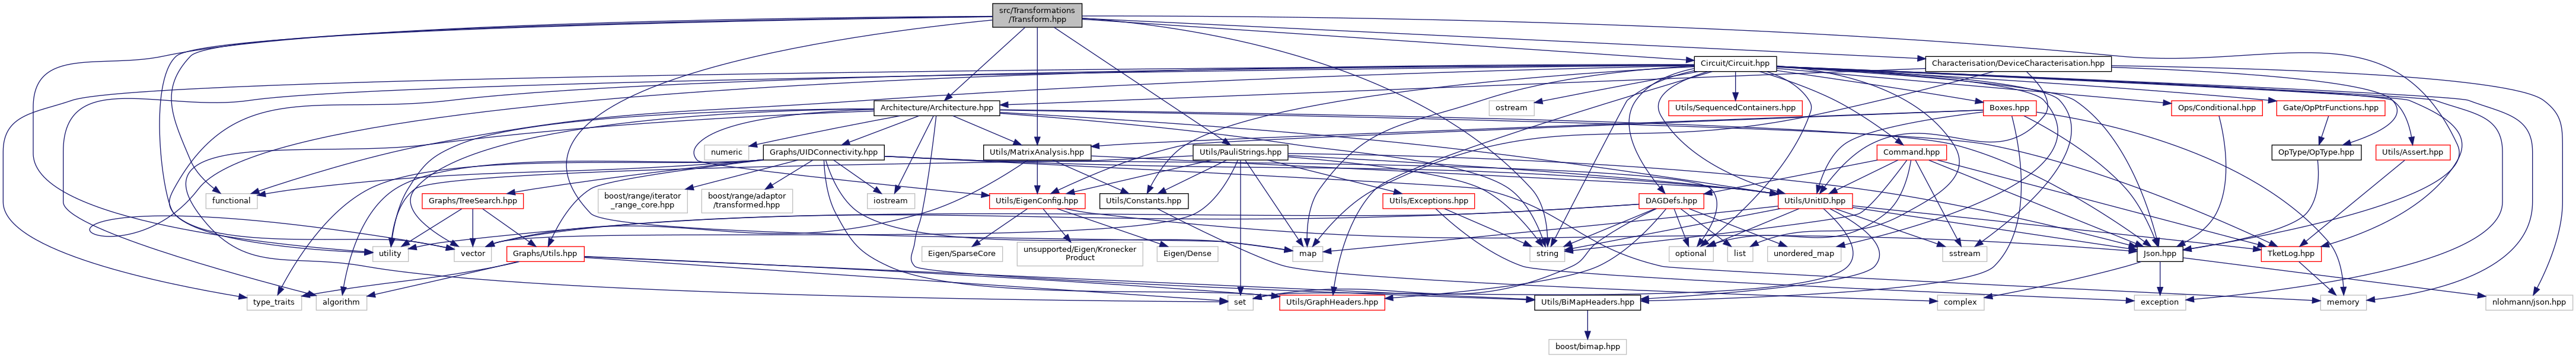 src/Transformations
/Transform.hpp
Circuit/Circuit.hpp
Characterisation/DeviceCharacterisation.hpp
Architecture/Architecture.hpp
ostream
Utils/SequencedContainers.hpp
Boxes.hpp
Ops/Conditional.hpp
Gate/OpPtrFunctions.hpp
numeric
Graphs/UIDConnectivity.hpp
Utils/MatrixAnalysis.hpp
Utils/PauliStrings.hpp
Command.hpp
OpType/OpType.hpp
Utils/Assert.hpp
functional
Graphs/TreeSearch.hpp
boost/range/iterator
_range_core.hpp
boost/range/adaptor
/transformed.hpp
iostream
Utils/EigenConfig.hpp
Utils/Constants.hpp
Utils/Exceptions.hpp
DAGDefs.hpp
Utils/UnitID.hpp
utility
vector
Graphs/Utils.hpp
Eigen/SparseCore
unsupported/Eigen/Kronecker
Product
Eigen/Dense
map
string
optional
list
unordered_map
sstream
Json.hpp
TketLog.hpp
type_traits
algorithm
set
Utils/GraphHeaders.hpp
Utils/BiMapHeaders.hpp
complex
exception
memory
nlohmann/json.hpp
boost/bimap.hpp